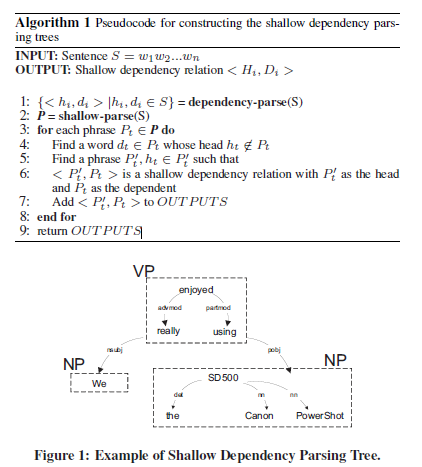 Algorithm 1 Pseudocode for constructing the shallow dependency pars-
ing trees
INPUT: Sentence S = w₁w₂...wₙ
OUTPUT: Shallow dependency relation < Hᵢ, Dᵢ >
1: {< hᵢ, dᵢ > |hᵢ, dᵢ ∈ S} = dependency-parse(S)
2: P = shallow-parse(S)
3: for each phrase Pₜ ∈ P do
4: Find a word dₜ ∈ Pₜ whose head hₜ ∉ Pₜ
5: Find a phrase P′ₜ, hₜ ∈ P′ₜ such that
6: < P′ₜ, Pₜ > is a shallow dependency relation with P′ₜ as the head
and Pₜ as the dependent
7: Add < P′ₜ, Pₜ > to OUTPUTS
8: end for
9: return OUTPUTS
VP
enjoyed
advmod partmod
really using
nsubj pobj
NP NP
We
SD500
det nn nn
the Canon PowerShot
Figure 1: Example of Shallow Dependency Parsing Tree.